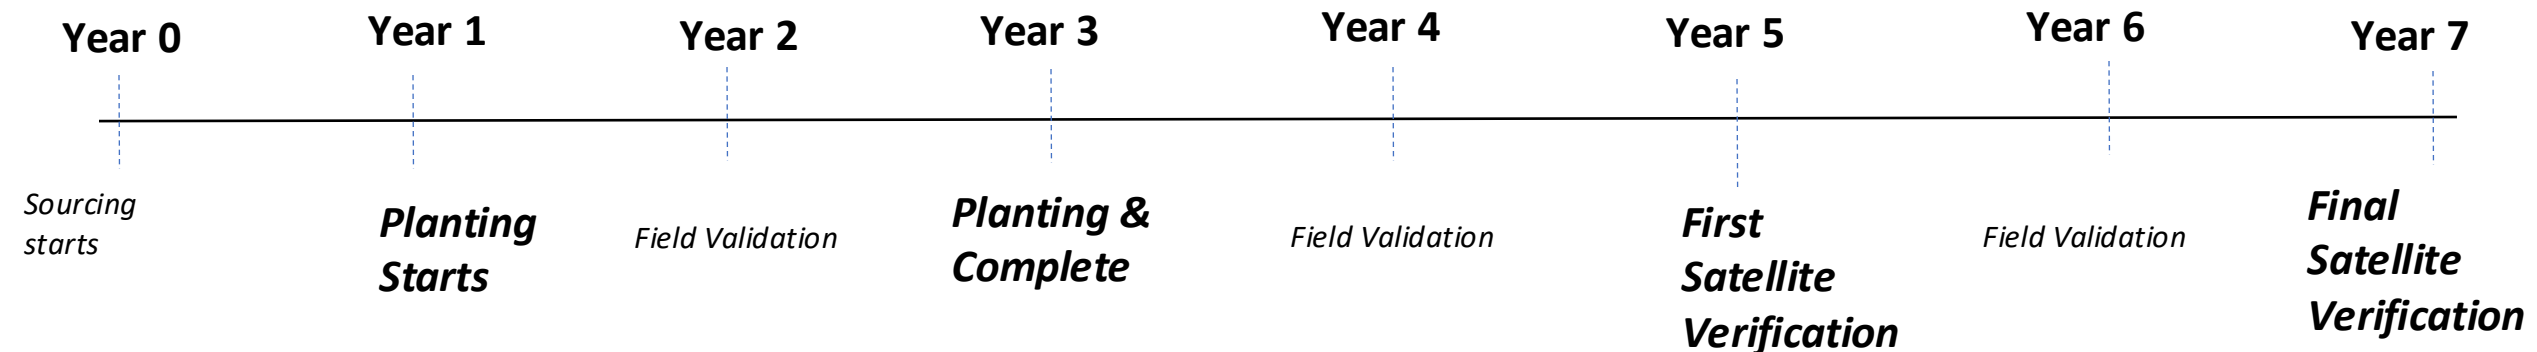 Year 0
Year 1
Year 2
Year 3
Year 4
Year 5
Year 6
Year 7
Sourcing
starts
Planting
Starts
Field Validation
Planting &
Complete
Field Validation
First
Satellite
Verification
Field Validation
Final
Satellite
Verification